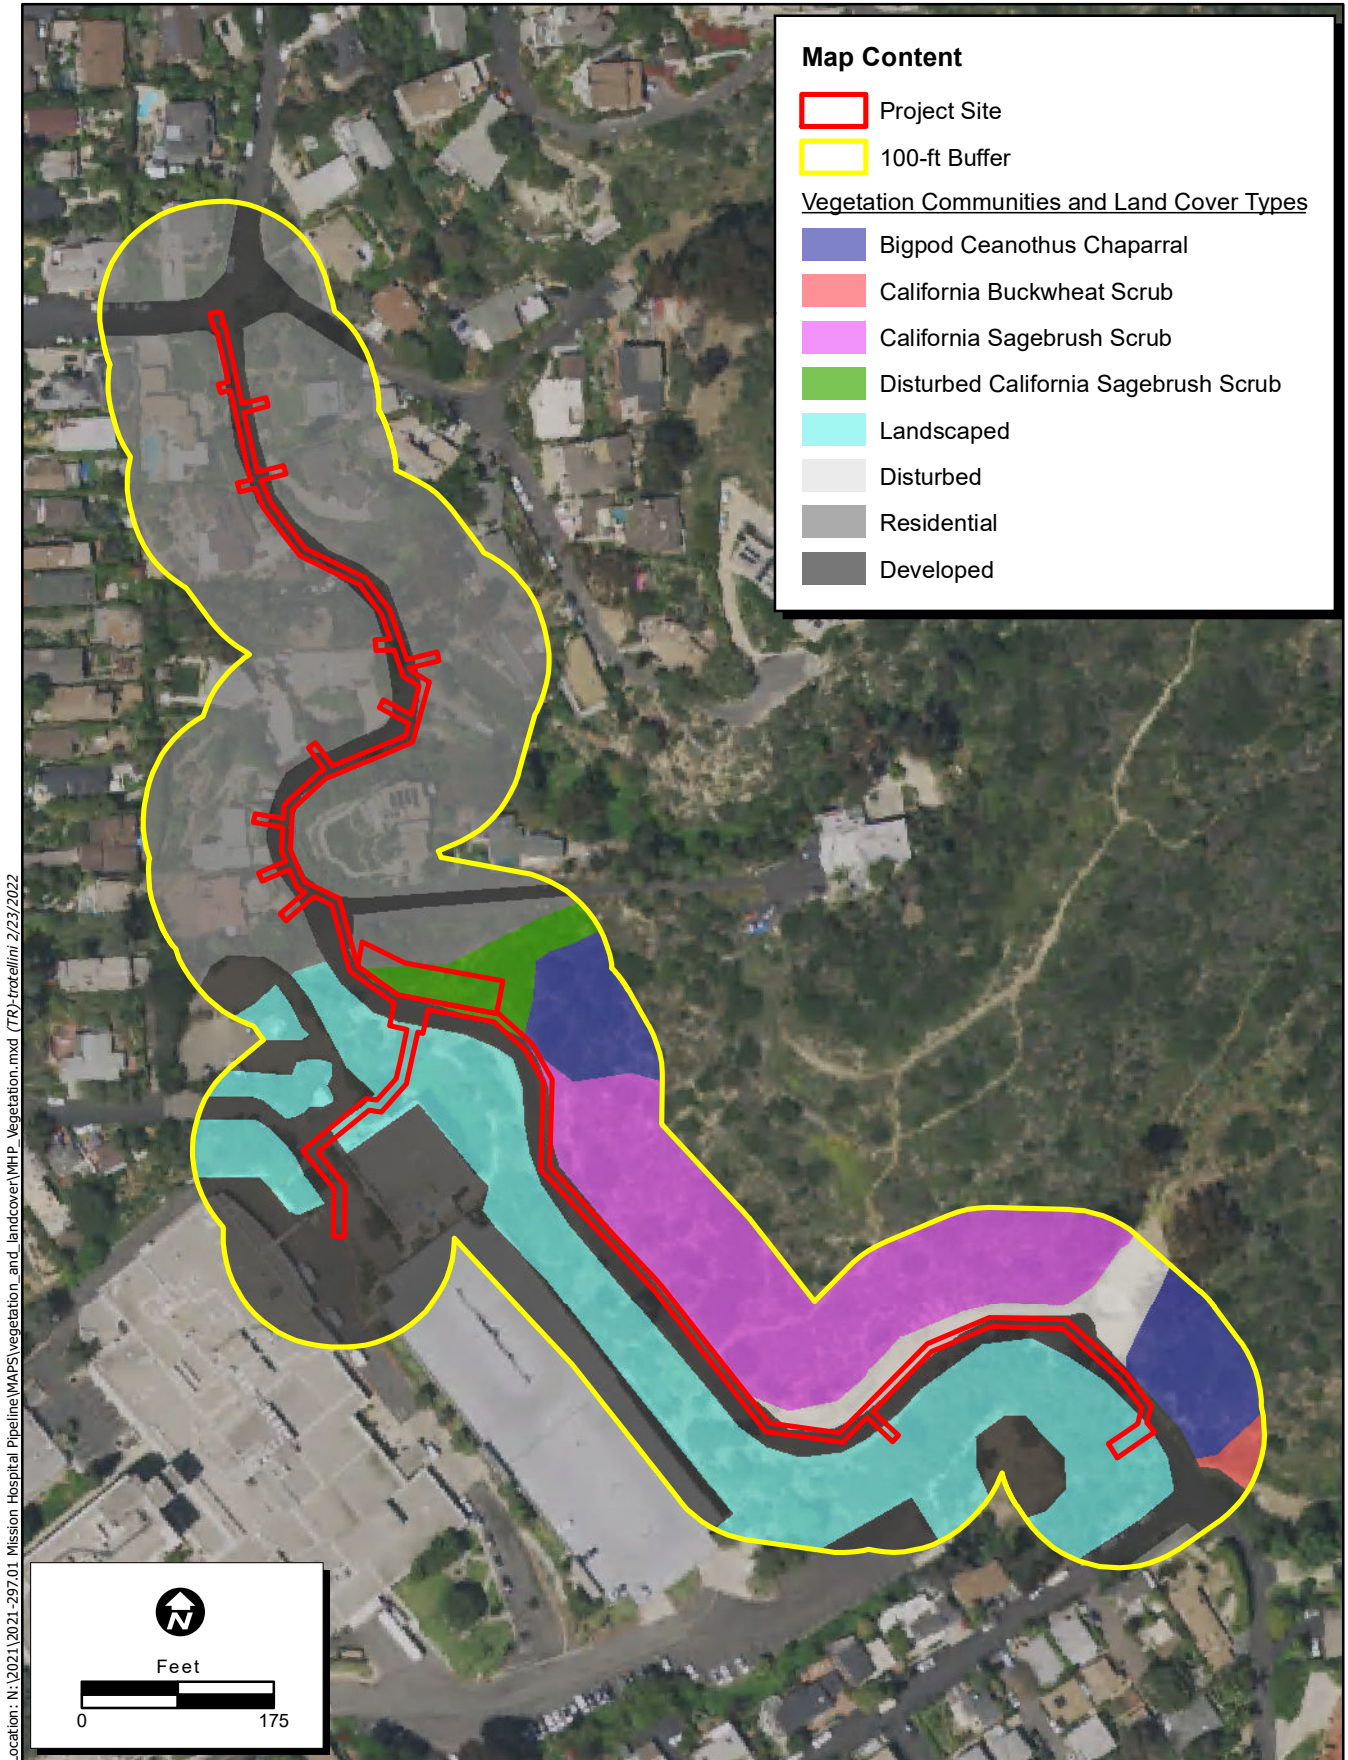 Map Content
Project Site
100-ft Buffer
Vegetation Communities and Land Cover Types
Bigpod Ceanothus Chaparral
California Buckwheat Scrub
California Sagebrush Scrub
Disturbed California Sagebrush Scrub
Landscaped
Disturbed
Residential
Developed
ocation: N:\2021\2021-297.01 Mission Hospital Pipeline\MAPS\vegetation_and_landcover\MHP_Vegetation.mxd (TR)-trotellini 2/23/2022
N
Feet
0 175